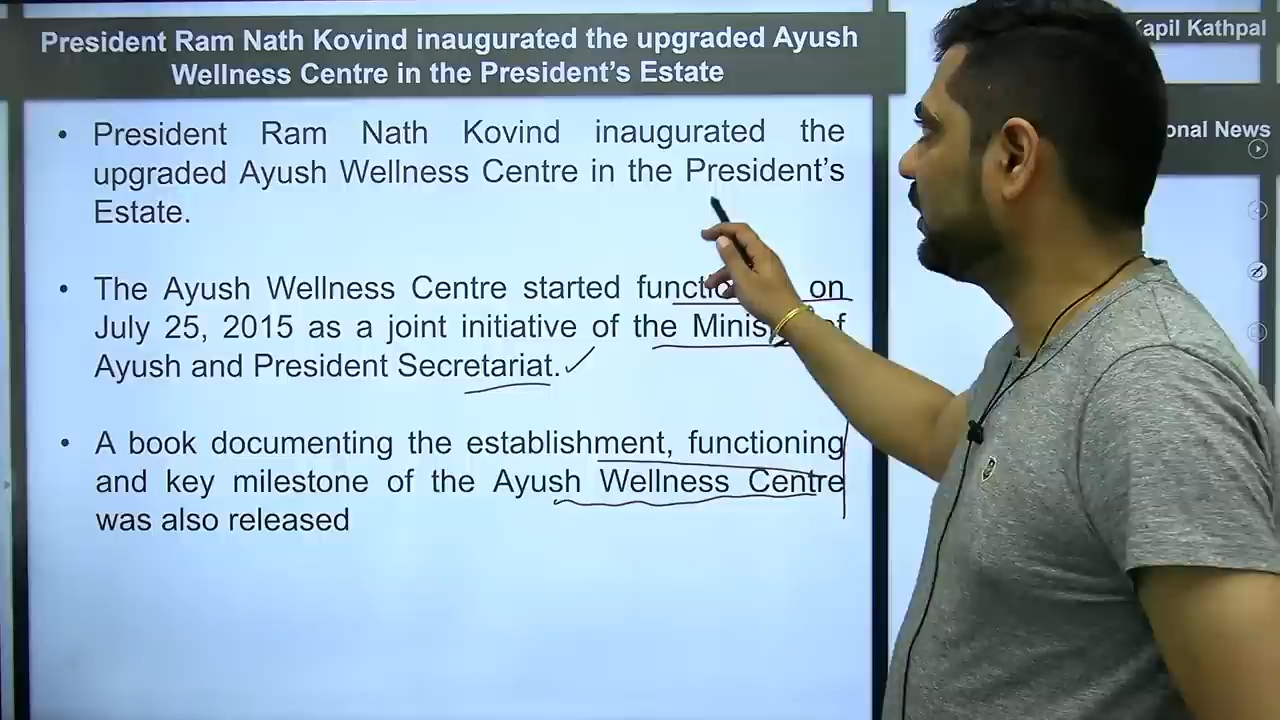 President Ram Nath Kovind inaugurated the upgraded Ayush
Wellness Centre in the President's Estate
Kapil Kathpal
onal News
• President Ram Nath Kovind inaugurated the
upgraded Ayush Wellness Centre in the President's
Estate.
• The Ayush Wellness Centre started on
July 25, 2015 as a joint initiative of the
Ayush and President Secretariat.
• A book documenting the establishment, functioning
and key milestone of the Ayush Wellness Centre
was also released